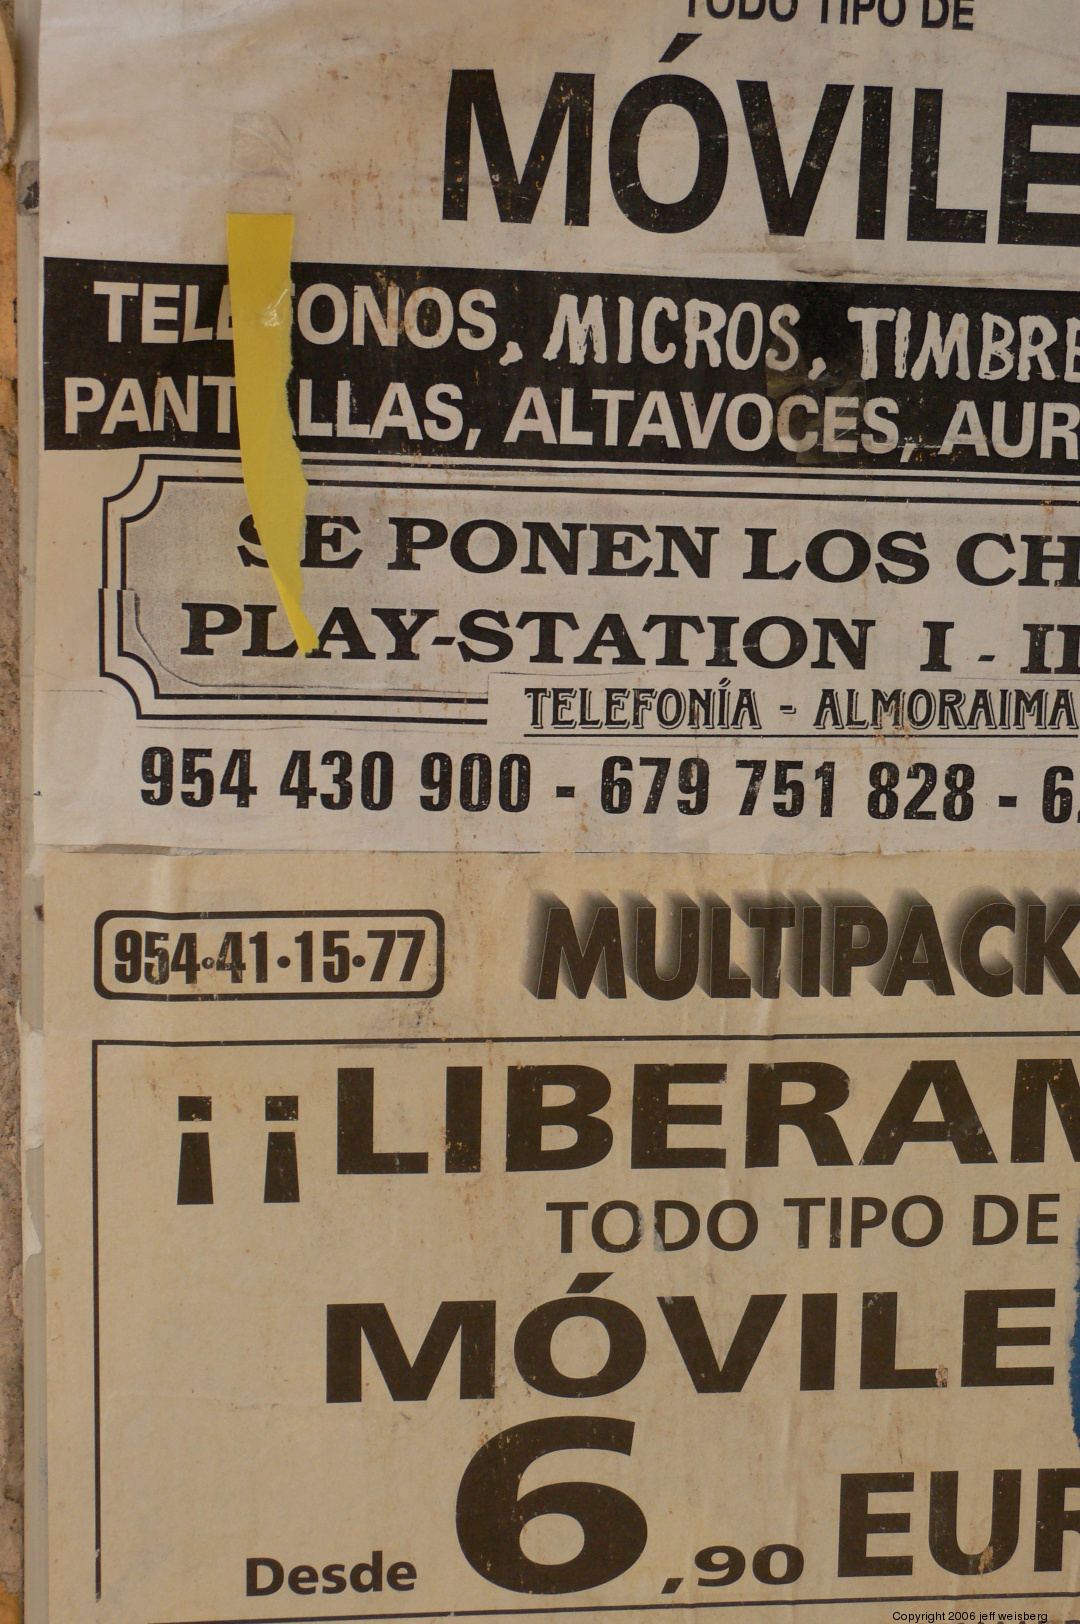 TODO TIPO DE
MÓVILE
TELEFONOS, MICROS, TIMBRE
PANTALLAS, ALTAVOCES, AUR
SE PONEN LOS CH
PLAY-STATION I - II
TELEFONÍA - ALMORAIMA
954 430 900 - 679 751 828 - 6
954·41·15·77
MULTIPACK
¡¡LIBERAM
TODO TIPO DE
MÓVILE
Desde 6,90 EUR
Copyright 2006 jeff weisberg